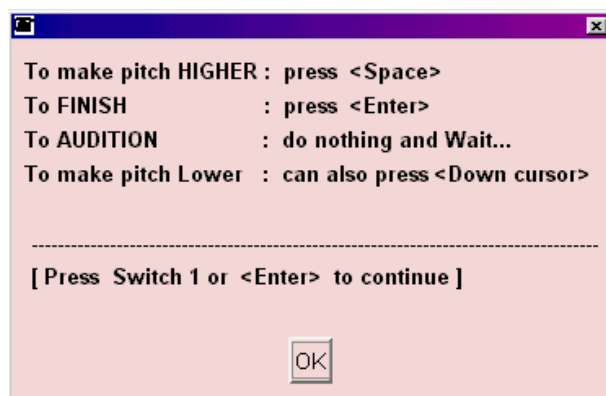 To make pitch HIGHER : press <Space>
To FINISH : press <Enter>
To AUDITION : do nothing and Wait...
To make pitch Lower : can also press <Down cursor>
[ Press Switch 1 or <Enter> to continue ]
OK